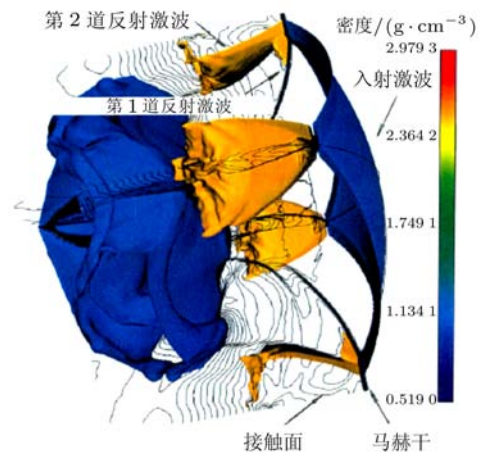 第 2 道反射激波
密度/(g·cm⁻³)
2.979 3
入射激波
第 1 道反射激波
2.364 2
1.749 1
1.134 1
0.519 0
接触面
马赫干